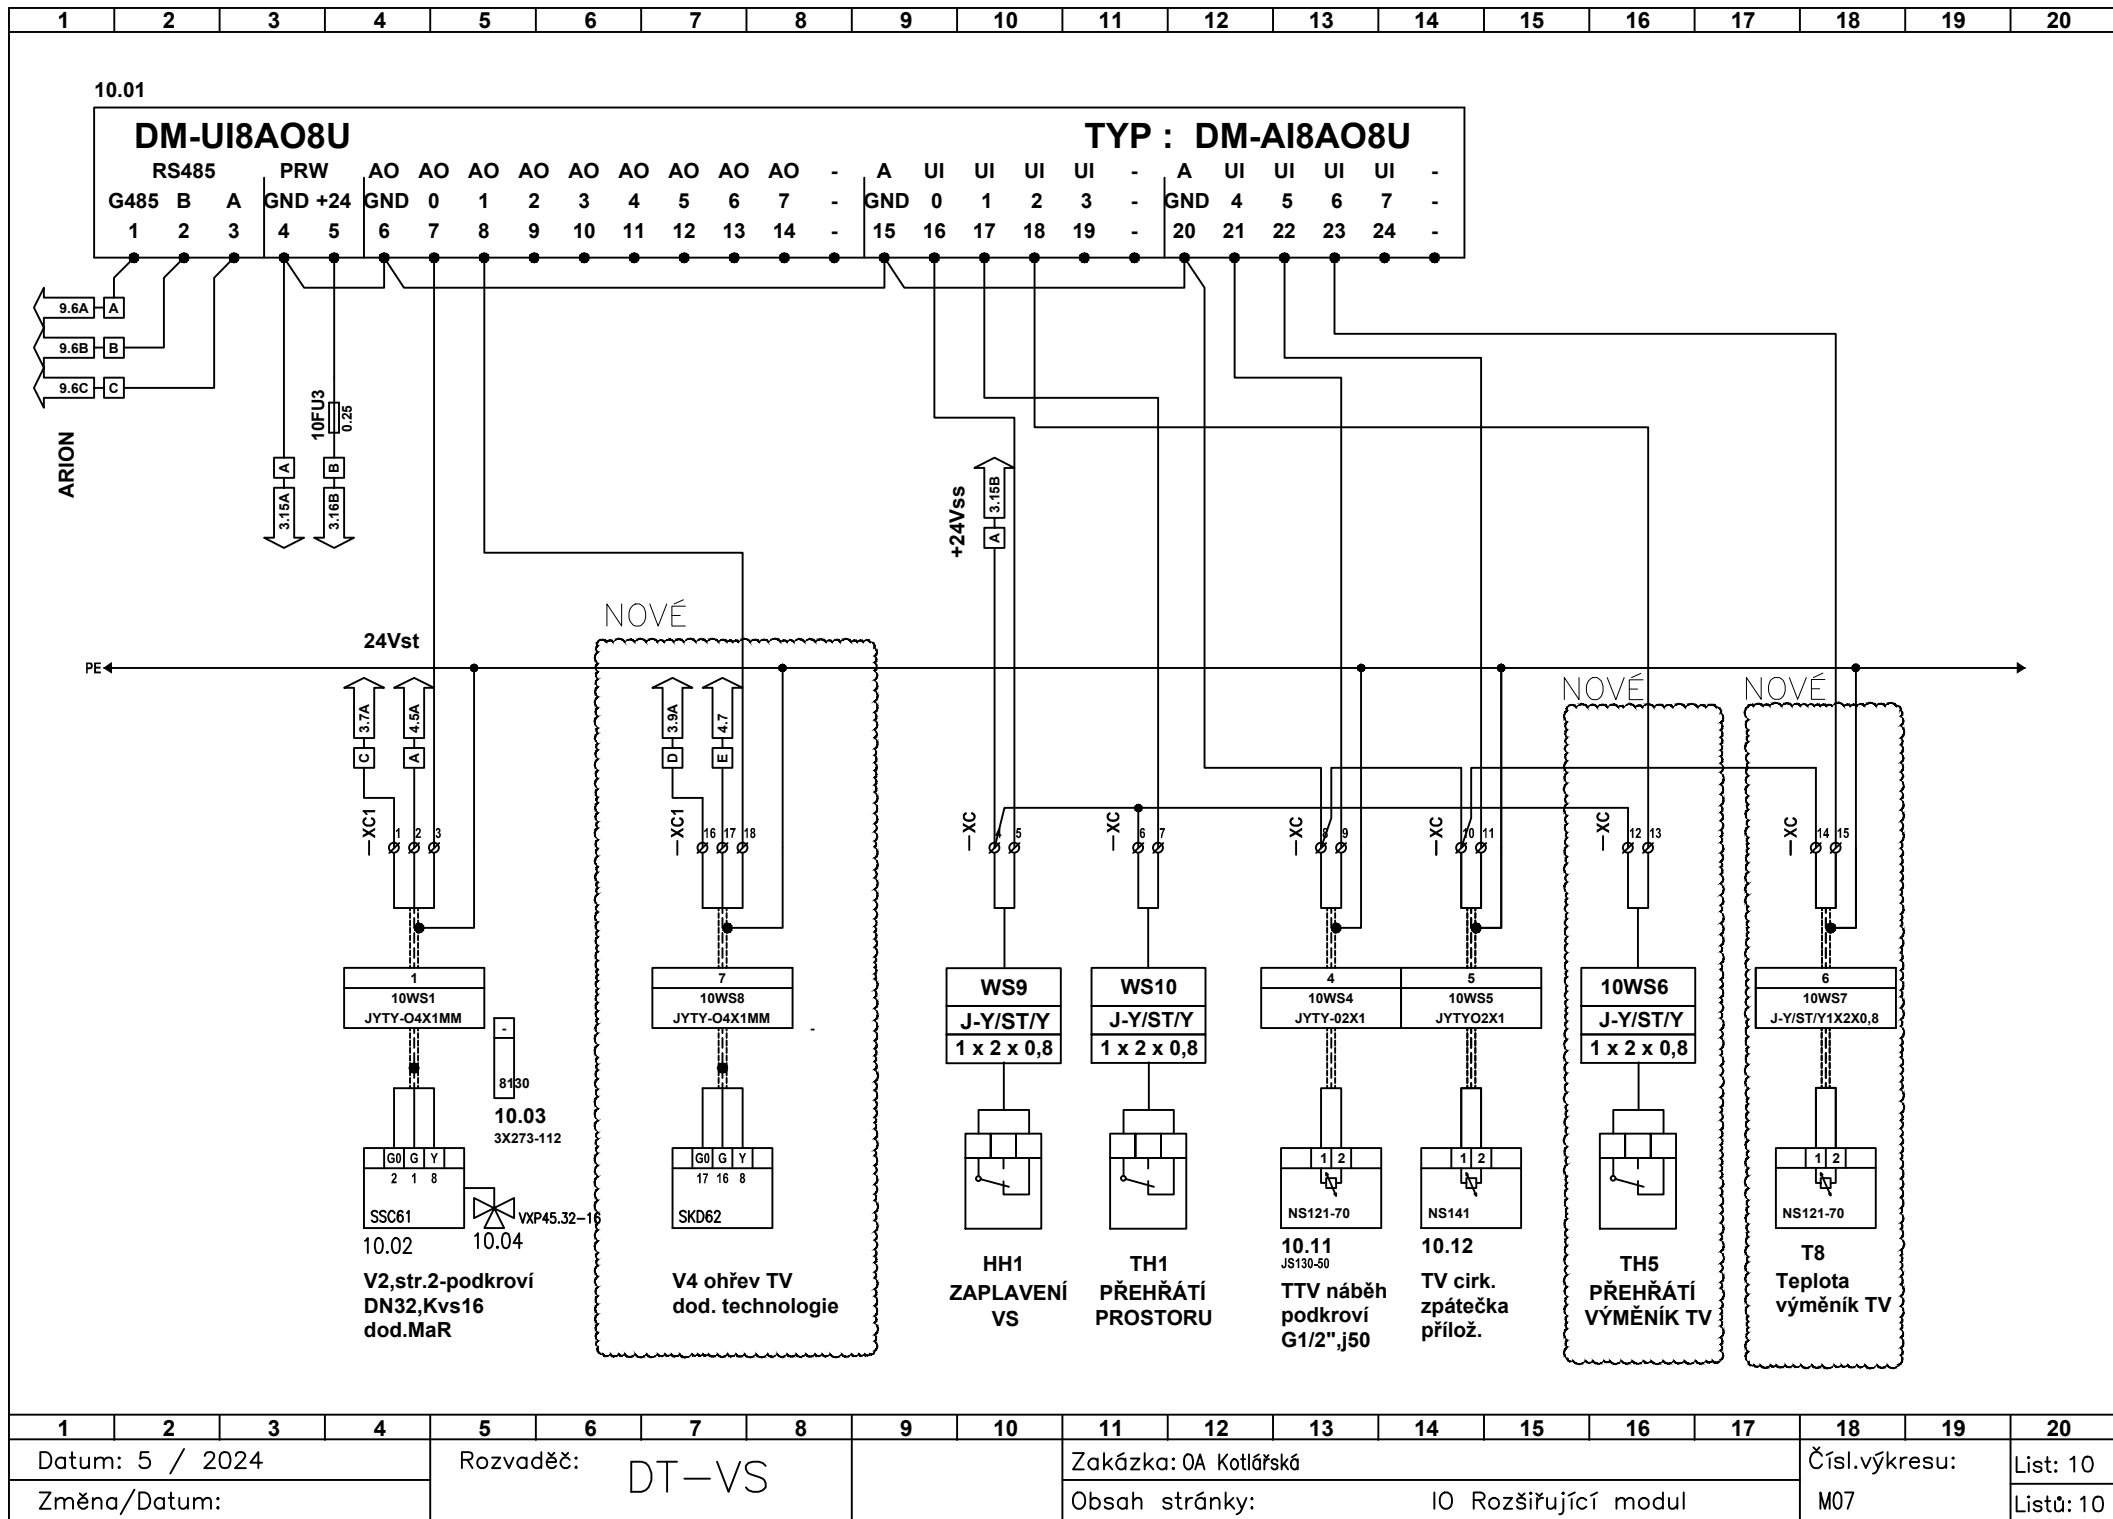 1 2 3 4 5 6 7 8 9 10 11 12 13 14 15 16 17 18 19 20
10.01
DM-UI8AO8U TYP : DM-AI8AO8U
RS485 PRW AO AO AO AO AO AO AO AO AO - A UI UI UI UI - A UI UI UI UI -
G485 B A GND +24 GND 0 1 2 3 4 5 6 7 - GND 0 1 2 3 - GND 4 5 6 7 -
1 2 3 4 5 6 7 8 9 10 11 12 13 14 - 15 16 17 18 19 - 20 21 22 23 24 -
9.6A A
9.6B B
9.6C C
ARION
10FU3
0.25
A B
3.15A 3.16B
+24Vss
3.15B
A
NOVÉ
24Vst
PE
NOVÉ NOVÉ
3.7A 4.5A 3.9A 4.7
C A D E
-XC1 1 2 3
-XC1 16 17 18
-XC 4 5
-XC 6 7
-XC 8 9
-XC 10 11
-XC 12 13
-XC 14 15
1 7 4 5 6
10WS1 10WS8 WS9 WS10 10WS4 10WS5 10WS6 10WS7
JYTY-O4X1MM JYTY-O4X1MM J-Y/ST/Y J-Y/ST/Y JYTY-02X1 JYTYO2X1 J-Y/ST/Y J-Y/ST/Y1X2X0,8
1 x 2 x 0,8 1 x 2 x 0,8 1 x 2 x 0,8
-
-
8130
10.03
3X273-112
G0 G Y G0 G Y 1 2 1 2 1 2
2 1 8 17 16 8
SSC61 VXP45.32-16 SKD62 NS121-70 NS141 NS121-70
10.02 10.04
V2,str.2-podkroví
DN32,Kvs16
dod.MaR
V4 ohřev TV
dod. technologie
HH1
ZAPLAVENÍ
VS
TH1
PŘEHŘÁTÍ
PROSTORU
10.11
JS130-50
TTV náběh
podkroví
G1/2",j50
10.12
TV cirk.
zpátečka
přílož.
TH5
PŘEHŘÁTÍ
VÝMĚNÍK TV
T8
Teplota
výměník TV
1 2 3 4 5 6 7 8 9 10 11 12 13 14 15 16 17 18 19 20
Datum: 5 / 2024 Rozvaděč: DT-VS Zakázka: OA Kotlářská Čísl.výkresu: List: 10
Změna/Datum: Obsah stránky: IO Rozšiřující modul M07 Listů: 10